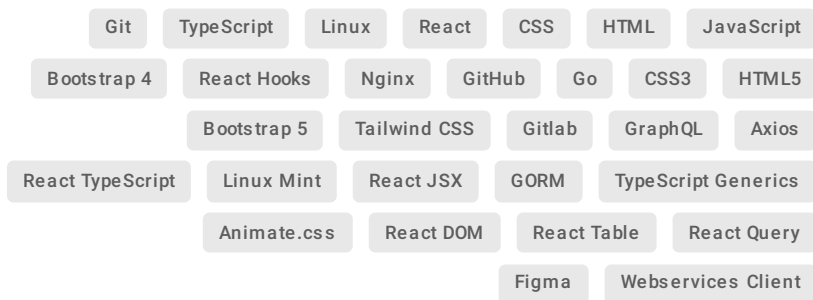 Git TypeScript Linux React CSS HTML JavaScript
Bootstrap 4 React Hooks Nginx GitHub Go CSS3 HTML5
Bootstrap 5 Tailwind CSS Gitlab GraphQL Axios
React TypeScript Linux Mint React JSX GORM TypeScript Generics
Animate.css React DOM React Table React Query
Figma Webservices Client